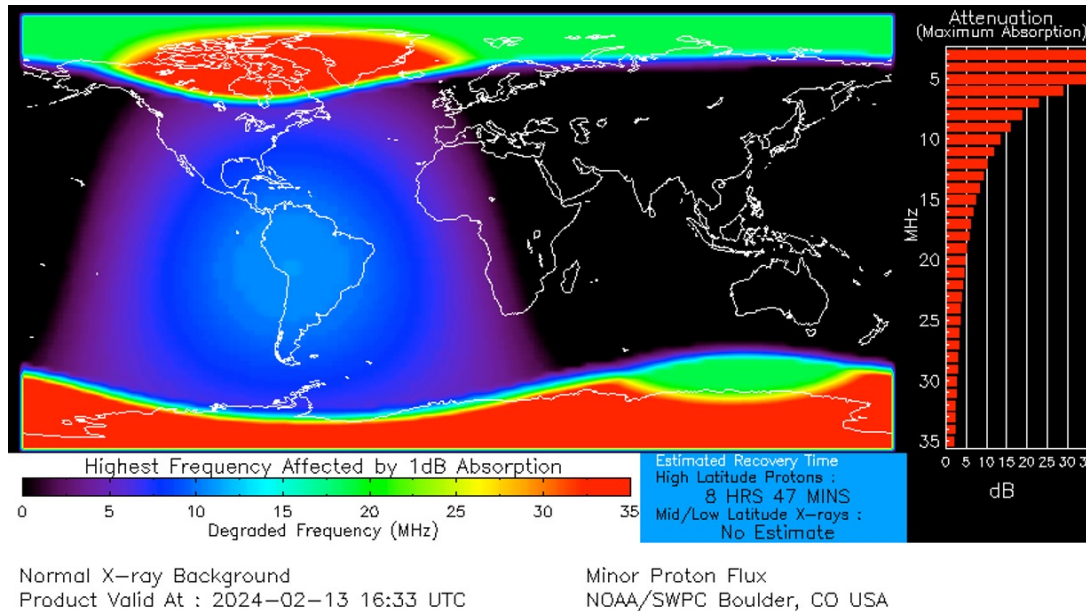 Attenuation
(Maximum Absorption)
5
10
15
20
25
30
35
MHz
0 5 10 15 20 25 30 3
dB
Highest Frequency Affected by 1dB Absorption
0 5 10 15 20 25 30 35
Degraded Frequency (MHz)
Estimated Recovery Time
High Latitude Protons :
8 HRS 47 MINS
Mid/Low Latitude X-rays :
No Estimate
Normal X-ray Background
Product Valid At : 2024-02-13 16:33 UTC
Minor Proton Flux
NOAA/SWPC Boulder, CO USA